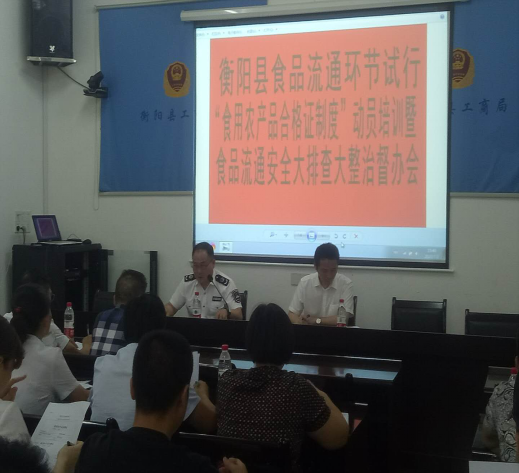 衡阳县食品流通环节试行
“食用农产品合格证制度”动员培训暨
食品流通安全大排查大整治督办会
衡阳县工
县工商局